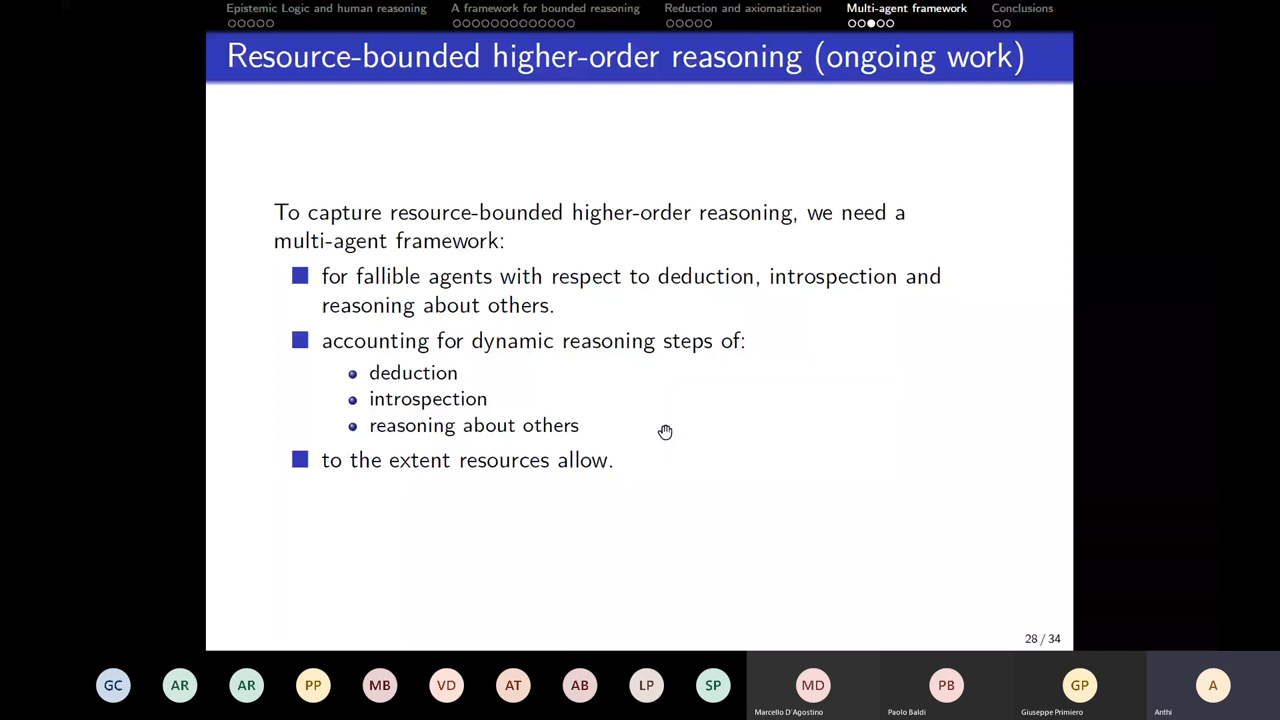 Epistemic Logic and human reasoning A framework for bounded reasoning Reduction and axiomatization Multi-agent framework Conclusions
Resource-bounded higher-order reasoning (ongoing work)
To capture resource-bounded higher-order reasoning, we need a
multi-agent framework:
for fallible agents with respect to deduction, introspection and
reasoning about others.
accounting for dynamic reasoning steps of:
deduction
introspection
reasoning about others
to the extent resources allow.
28 / 34
GC AR AR PP MB VD AT AB LP SP MD PB GP A
Marcello D'Agostino Paolo Baldi Giuseppe Primiero Anthi